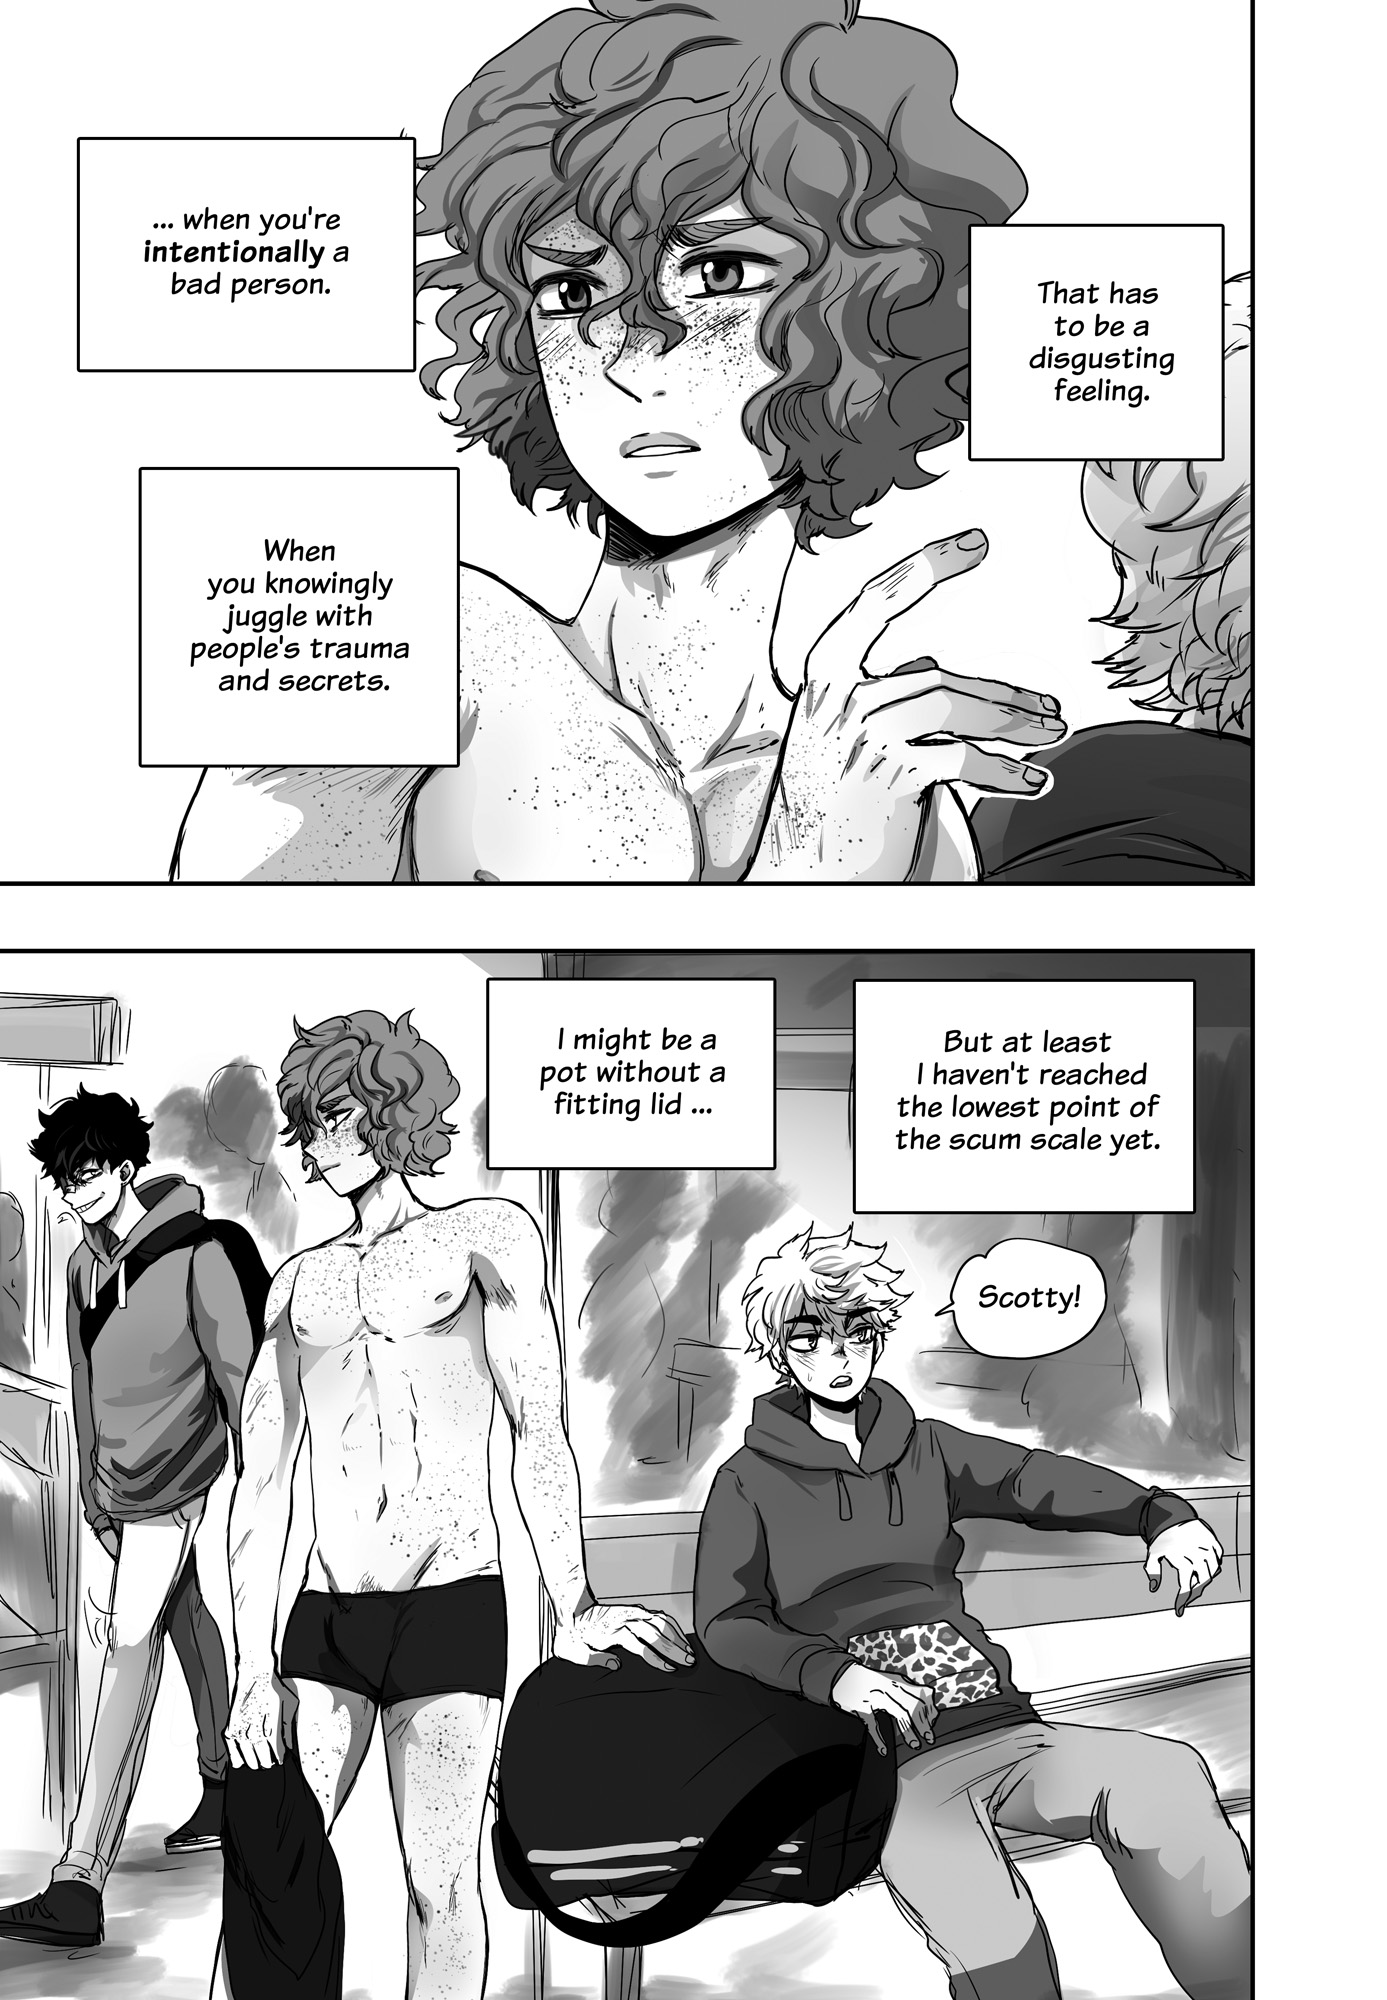 ... when you're
intentionally a
bad person.
When
you knowingly
juggle with
people's trauma
and secrets.
That has
to be a
disgusting
feeling.
I might be a
pot without a
fitting lid ...
But at least
I haven't reached
the lowest point of
the scum scale yet.
Scotty!